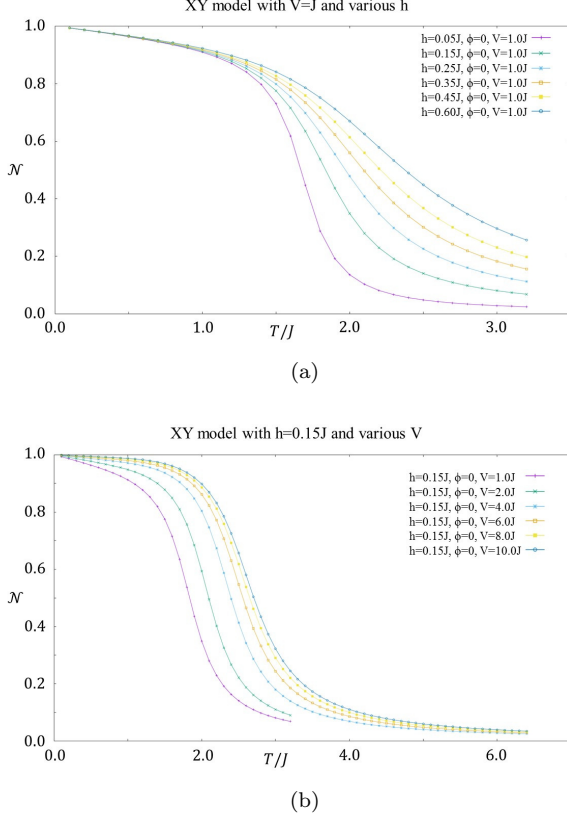 XY model with V=J and various h
1.0
0.8
0.6
0.4
0.2
0.0
𝒩
h=0.05J, ϕ=0, V=1.0J
h=0.15J, ϕ=0, V=1.0J
h=0.25J, ϕ=0, V=1.0J
h=0.35J, ϕ=0, V=1.0J
h=0.45J, ϕ=0, V=1.0J
h=0.60J, ϕ=0, V=1.0J
0.0 1.0 2.0 3.0
T/J
(a)
XY model with h=0.15J and various V
1.0
0.8
0.6
0.4
0.2
0.0
𝒩
h=0.15J, ϕ=0, V=1.0J
h=0.15J, ϕ=0, V=2.0J
h=0.15J, ϕ=0, V=4.0J
h=0.15J, ϕ=0, V=6.0J
h=0.15J, ϕ=0, V=8.0J
h=0.15J, ϕ=0, V=10.0J
0.0 2.0 4.0 6.0
T/J
(b)